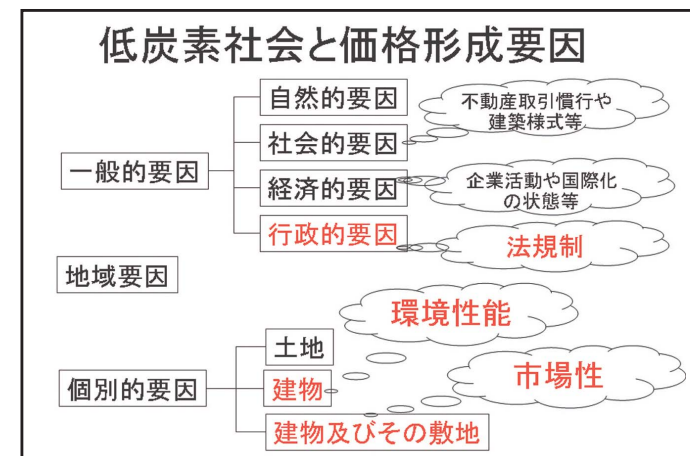 低炭素社会と価格形成要因
自然的要因
不動産取引慣行や
建築様式等
社会的要因
一般的要因
経済的要因
企業活動や国際化
の状態等
行政的要因
法規制
地域要因
環境性能
土地
個別的要因
建物
市場性
建物及びその敷地